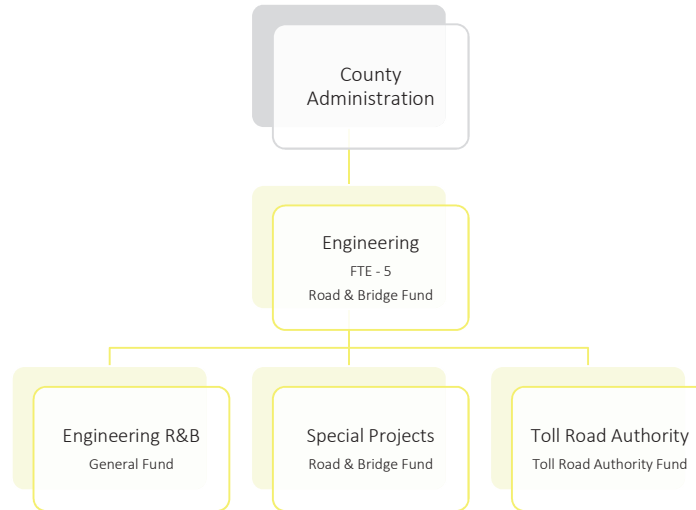 County
Administration
Engineering
FTE - 5
Road & Bridge Fund
Engineering R&B
General Fund
Special Projects
Road & Bridge Fund
Toll Road Authority
Toll Road Authority Fund